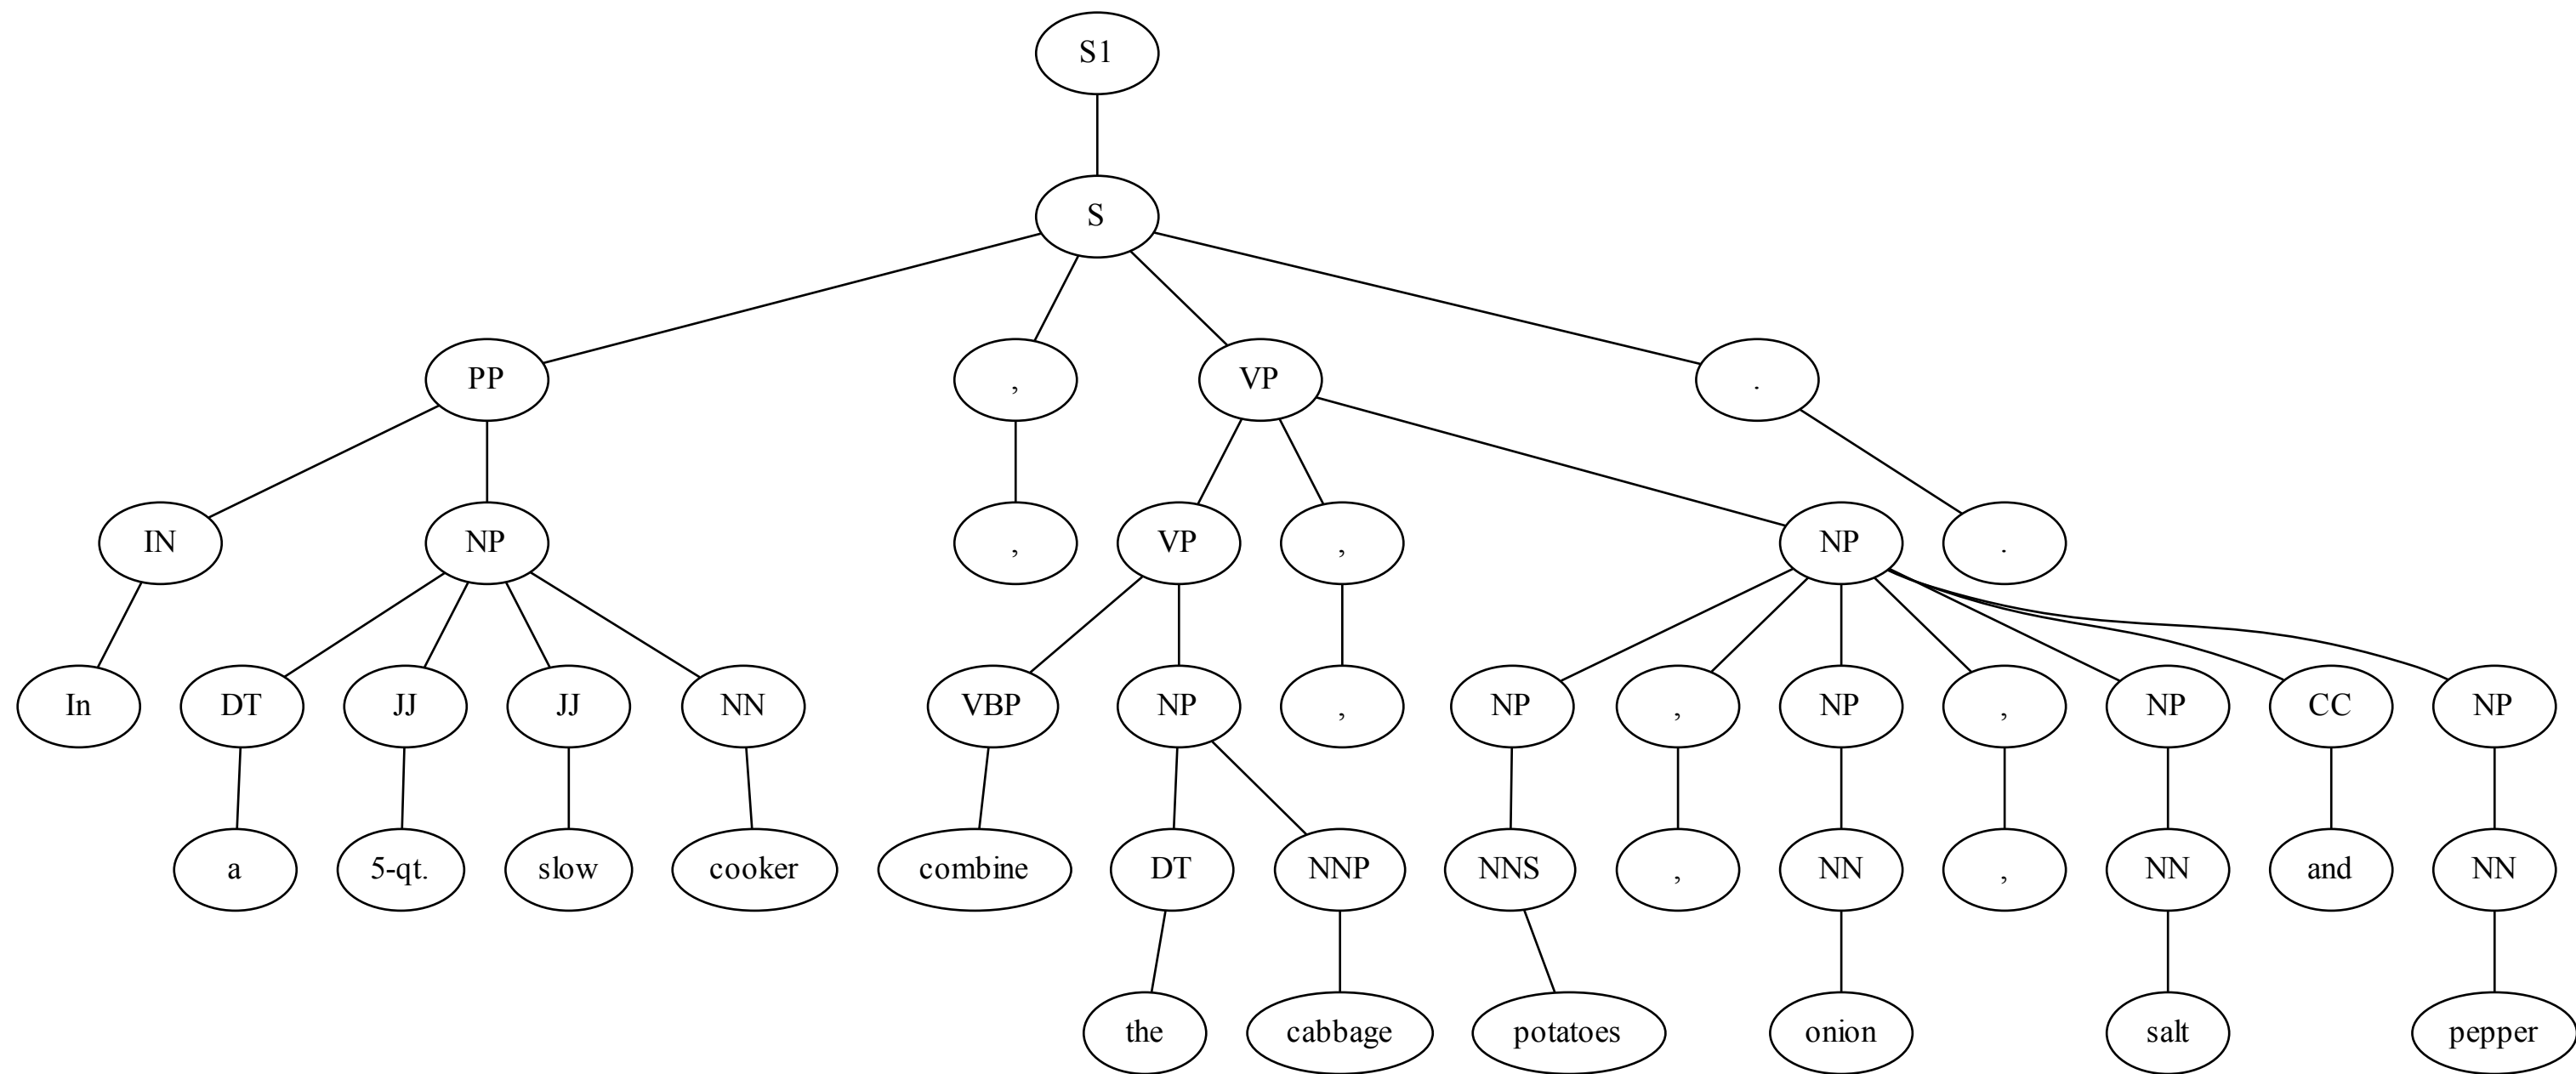 S1
S
PP , VP .
IN NP , VP , NP .
In DT JJ JJ NN VBP NP , NP , NP , NP CC NP
a 5-qt. slow cooker combine DT NNP NNS , NN , NN and NN
the cabbage potatoes onion salt pepper